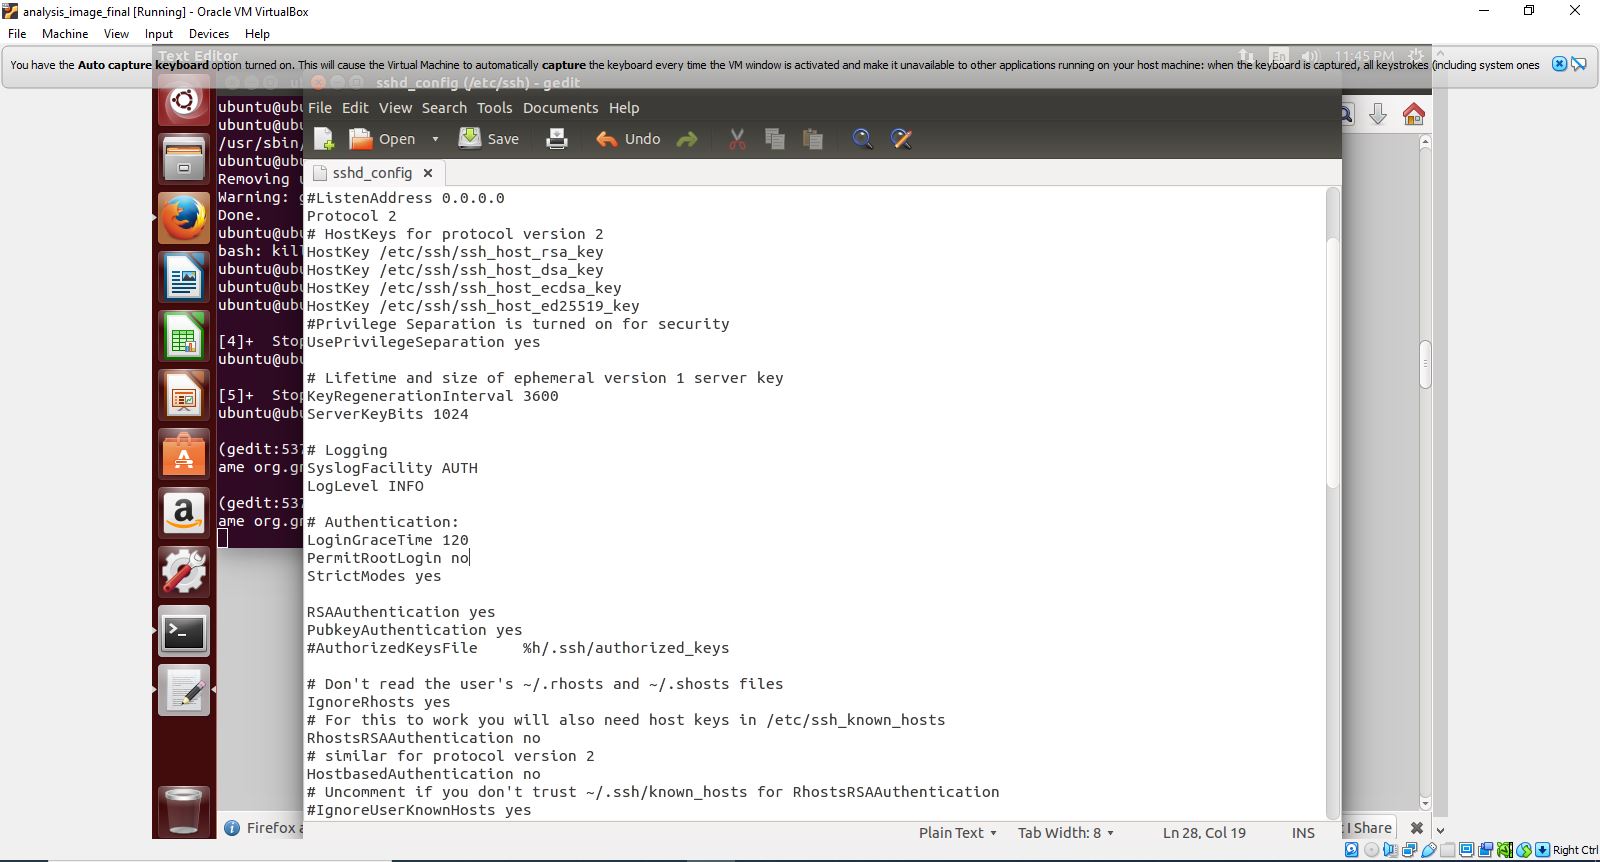 analysis_image_final [Running] - Oracle VM VirtualBox
File Machine View Input Devices Help
Text Editor
En 11:45 PM
You have the Auto capture keyboard option turned on. This will cause the Virtual Machine to automatically capture the keyboard every time the VM window is activated and make it unavailable to other applications running on your host machine: when the keyboard is captured, all keystrokes (including system ones
sshd_config (/etc/ssh) - gedit
File Edit View Search Tools Documents Help
Open Save Undo
sshd_config
ubuntu@ubu
ubuntu@ubu
/usr/sbin/
ubuntu@ubu
Removing
Warning:
Done.
ubuntu@ubu
bash: kill
ubuntu@ubu
ubuntu@ubu
ubuntu@ubu
[4]+ Stop
ubuntu@ubu
[5]+ Stop
ubuntu@ubu
(gedit:537
ame org.gn
(gedit:537
ame org.gn
#ListenAddress 0.0.0.0
Protocol 2
# HostKeys for protocol version 2
HostKey /etc/ssh/ssh_host_rsa_key
HostKey /etc/ssh/ssh_host_dsa_key
HostKey /etc/ssh/ssh_host_ecdsa_key
HostKey /etc/ssh/ssh_host_ed25519_key
#Privilege Separation is turned on for security
UsePrivilegeSeparation yes
# Lifetime and size of ephemeral version 1 server key
KeyRegenerationInterval 3600
ServerKeyBits 1024
# Logging
SyslogFacility AUTH
LogLevel INFO
# Authentication:
LoginGraceTime 120
PermitRootLogin no
StrictModes yes
RSAAuthentication yes
PubkeyAuthentication yes
#AuthorizedKeysFile %h/.ssh/authorized_keys
# Don't read the user's ~/.rhosts and ~/.shosts files
IgnoreRhosts yes
# For this to work you will also need host keys in /etc/ssh_known_hosts
RhostsRSAAuthentication no
# similar for protocol version 2
HostbasedAuthentication no
# Uncomment if you don't trust ~/.ssh/known_hosts for RhostsRSAAuthentication
#IgnoreUserKnownHosts yes
Firefox a
I Share
Plain Text Tab Width: 8 Ln 28, Col 19 INS
Right Ctrl